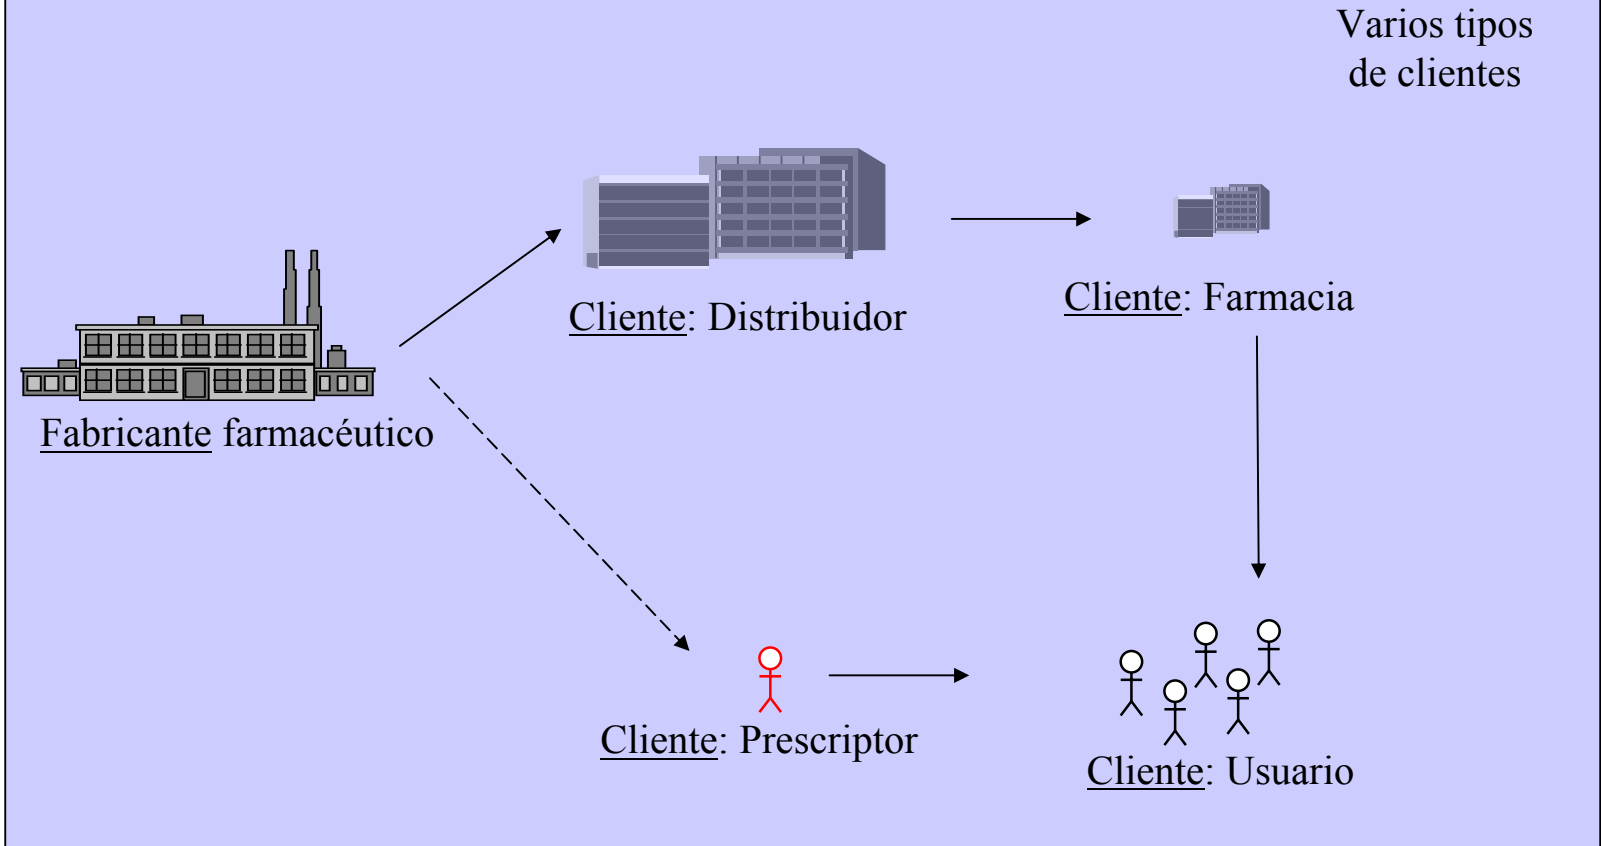 Varios tipos
de clientes
Cliente: Distribuidor
Cliente: Farmacia
Fabricante farmacéutico
Cliente: Prescriptor
Cliente: Usuario